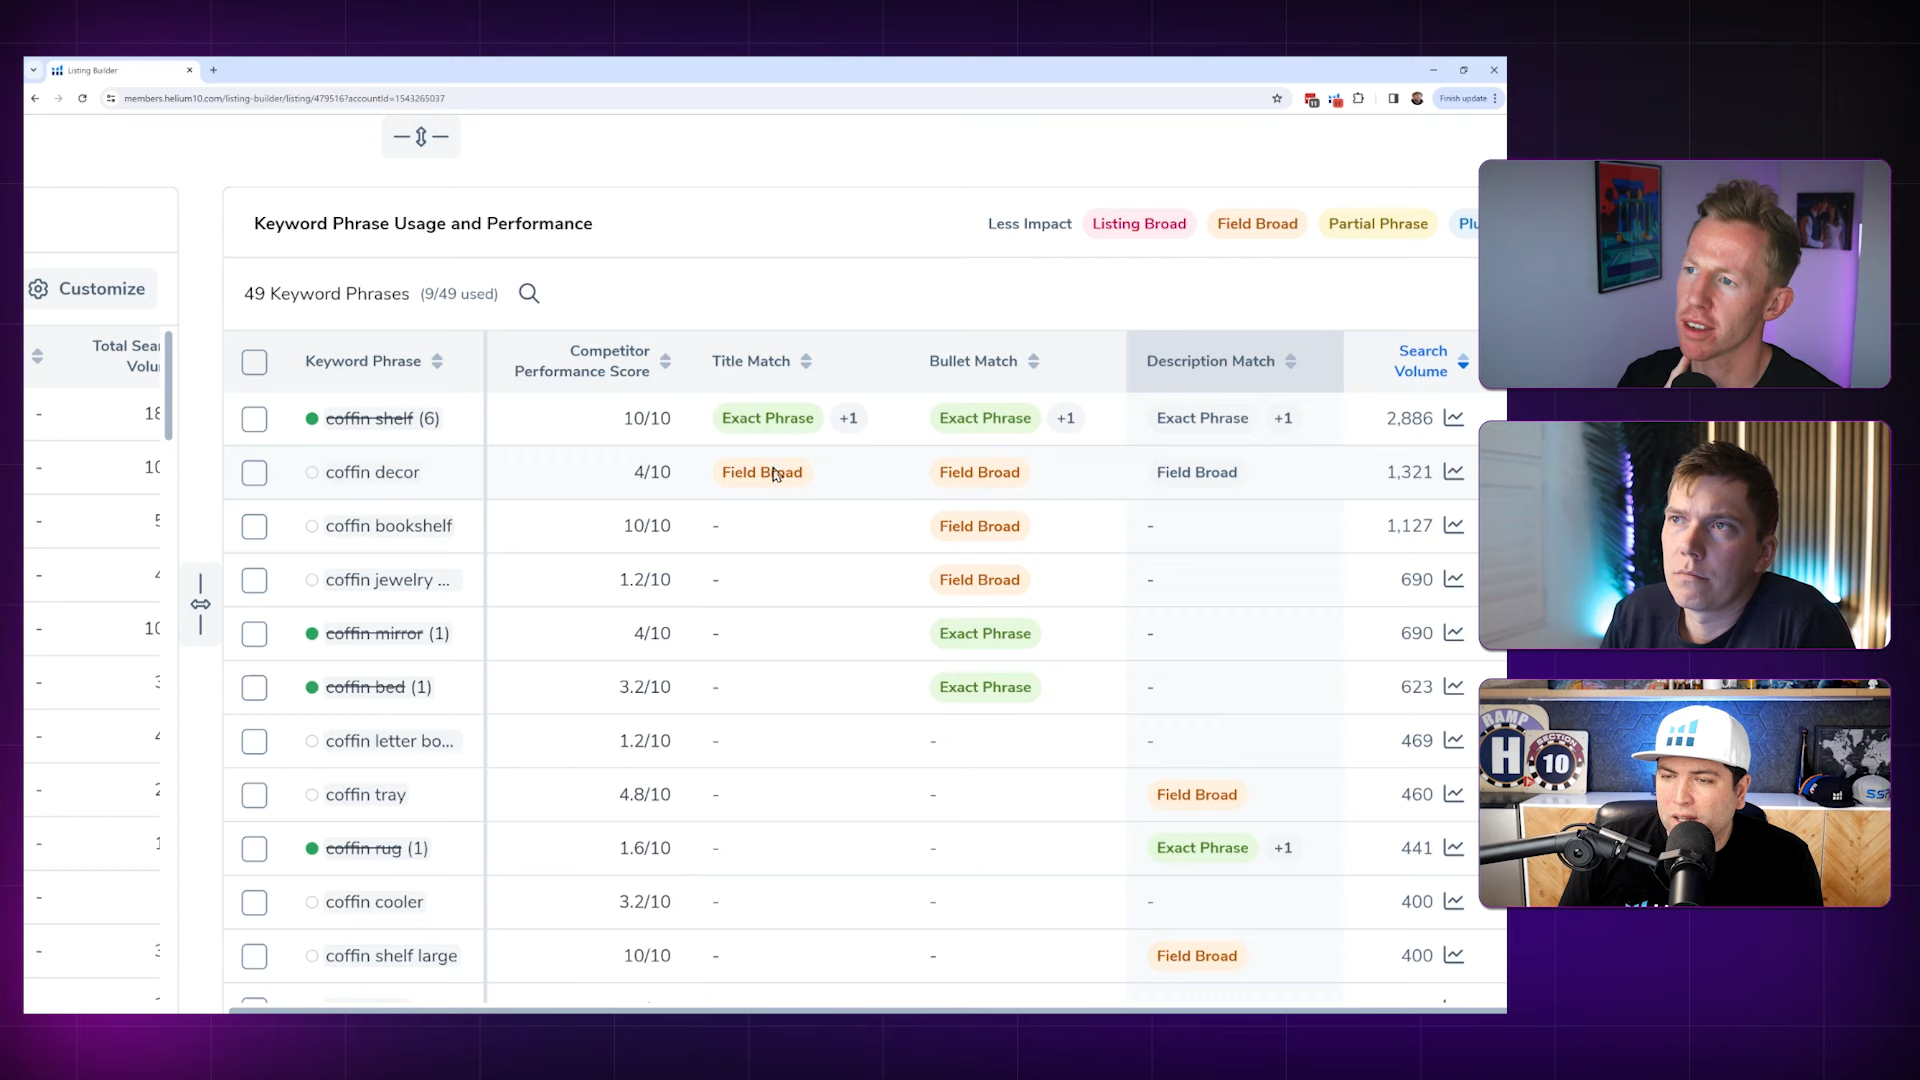 Listing Builder
members.helium10.com/listing-builder/listing/479516?accountId=1543265037
Finish update
Keyword Phrase Usage and Performance
Less Impact Listing Broad Field Broad Partial Phrase
Customize
49 Keyword Phrases (9/49 used)
Total
Keyword Phrase Competitor Performance Score Title Match Bullet Match Description Match Search Volume
coffin shelf (6) 10/10 Exact Phrase +1 Exact Phrase +1 Exact Phrase +1 2,886
coffin decor 4/10 Field Broad Field Broad Field Broad 1,321
coffin bookshelf 10/10 - Field Broad - 1,127
coffin jewelry ... 1.2/10 - Field Broad - 690
coffin mirror (1) 4/10 - Exact Phrase - 690
coffin bed (1) 3.2/10 - Exact Phrase - 623
coffin letter bo... 1.2/10 - - - 469
coffin tray 4.8/10 - - Field Broad 460
coffin rug (1) 1.6/10 - - Exact Phrase +1 441
coffin cooler 3.2/10 - - - 400
coffin shelf large 10/10 - - Field Broad 400
RAMP
H
SECTION
10
SSP